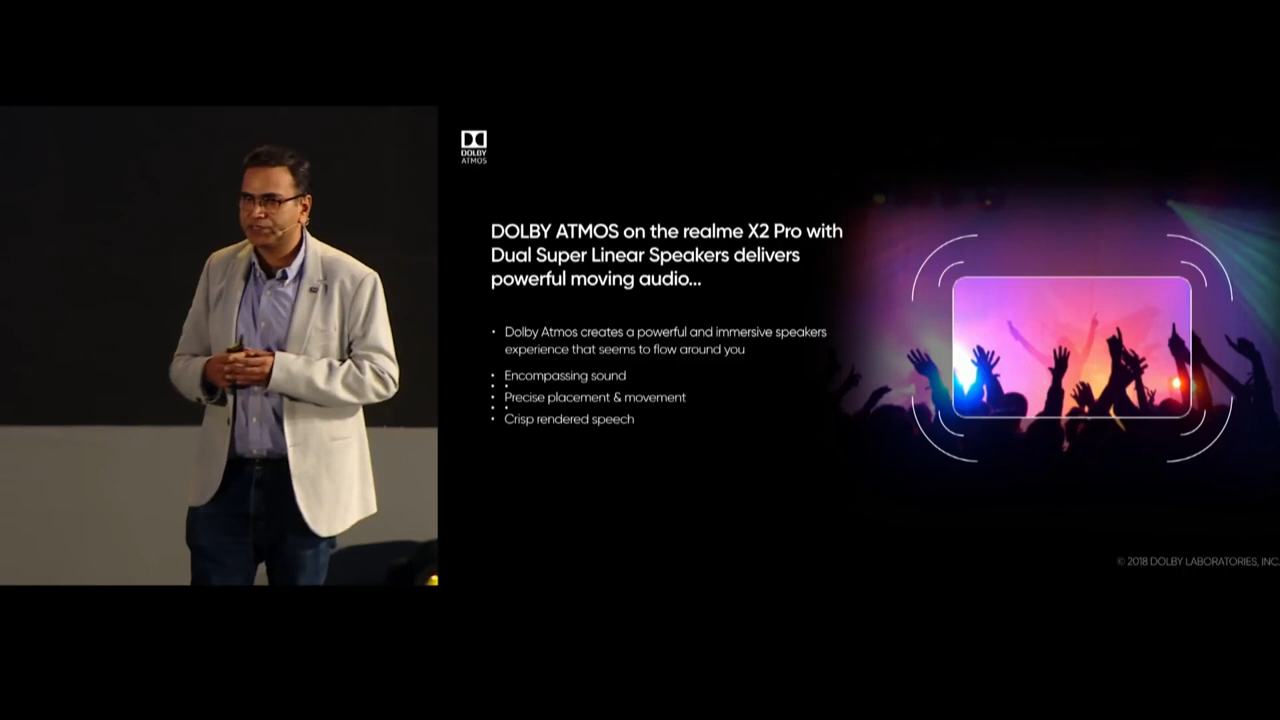 DOLBY
ATMOS
DOLBY ATMOS on the realme X2 Pro with
Dual Super Linear Speakers delivers
powerful moving audio...
• Dolby Atmos creates a powerful and immersive speakers
experience that seems to flow around you
• Encompassing sound
• Precise placement & movement
• Crisp rendered speech
© 2018 DOLBY LABORATORIES, INC.